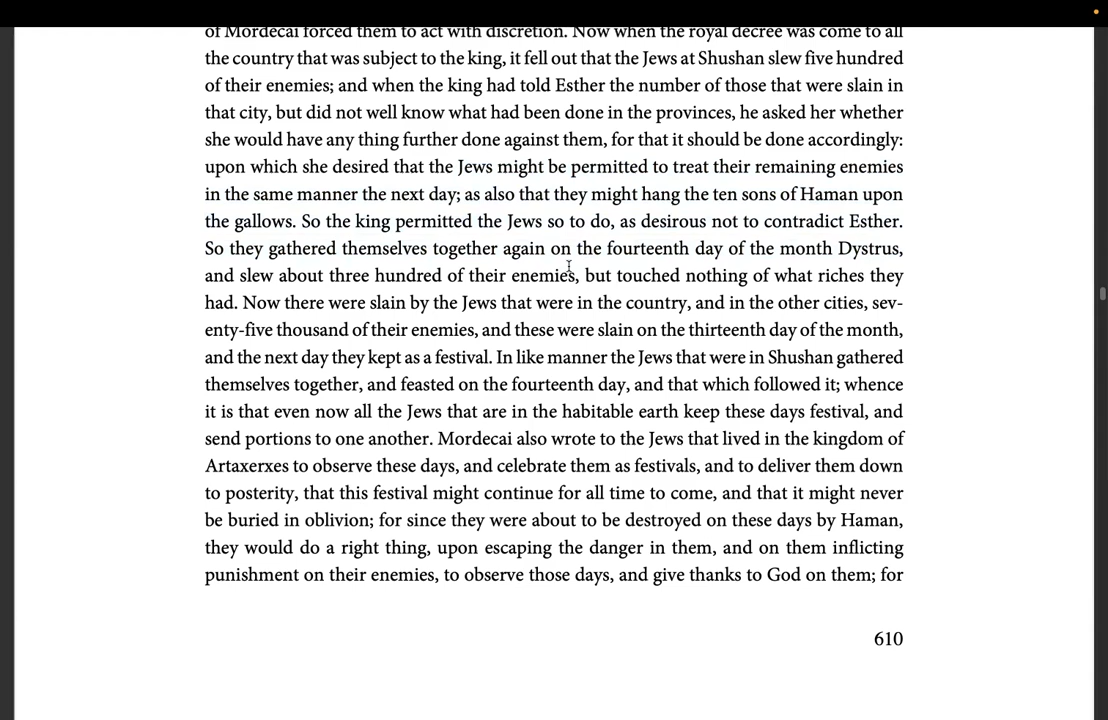 of Mordecai forced them to act with discretion. Now when the royal decree was come to all
the country that was subject to the king, it fell out that the Jews at Shushan slew five hundred
of their enemies; and when the king had told Esther the number of those that were slain in
that city, but did not well know what had been done in the provinces, he asked her whether
she would have any thing further done against them, for that it should be done accordingly:
upon which she desired that the Jews might be permitted to treat their remaining enemies
in the same manner the next day; as also that they might hang the ten sons of Haman upon
the gallows. So the king permitted the Jews so to do, as desirous not to contradict Esther.
So they gathered themselves together again on the fourteenth day of the month Dystrus,
and slew about three hundred of their enemies, but touched nothing of what riches they
had. Now there were slain by the Jews that were in the country, and in the other cities, sev-
enty-five thousand of their enemies, and these were slain on the thirteenth day of the month,
and the next day they kept as a festival. In like manner the Jews that were in Shushan gathered
themselves together, and feasted on the fourteenth day, and that which followed it; whence
it is that even now all the Jews that are in the habitable earth keep these days festival, and
send portions to one another. Mordecai also wrote to the Jews that lived in the kingdom of
Artaxerxes to observe these days, and celebrate them as festivals, and to deliver them down
to posterity, that this festival might continue for all time to come, and that it might never
be buried in oblivion; for since they were about to be destroyed on these days by Haman,
they would do a right thing, upon escaping the danger in them, and on them inflicting
punishment on their enemies, to observe those days, and give thanks to God on them; for
610